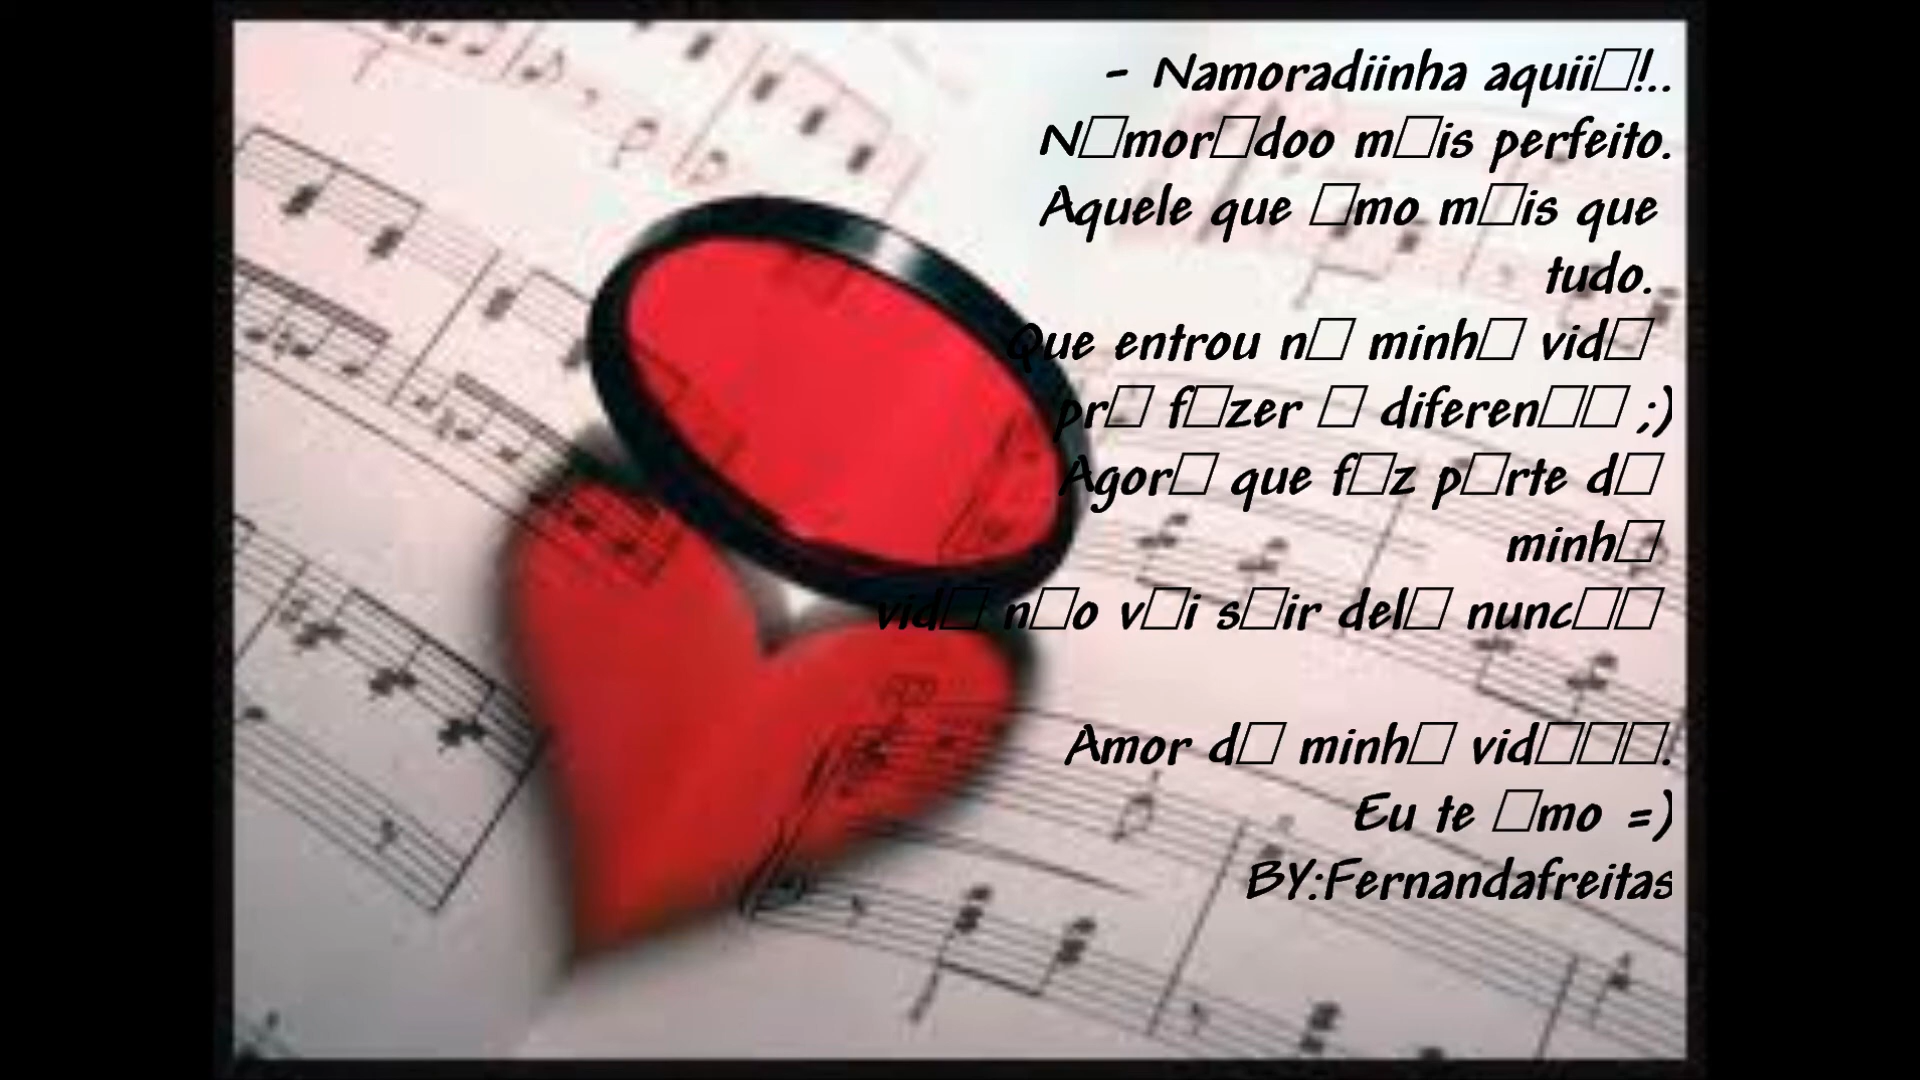 - Namoradiinha aquii□!..
N□mor□doo m□is perfeito.
Aquele que □mo m□is que
tudo.
Que entrou n□ minh□ vid□
pr□ f□zer □ diferen□□ ;)
Agor□ que f□z p□rte d□
minh□
vid□ n□o v□i s□ir del□ nunc□□
Amor d□ minh□ vid□□□.
Eu te □mo =)
BY:Fernandafreitas